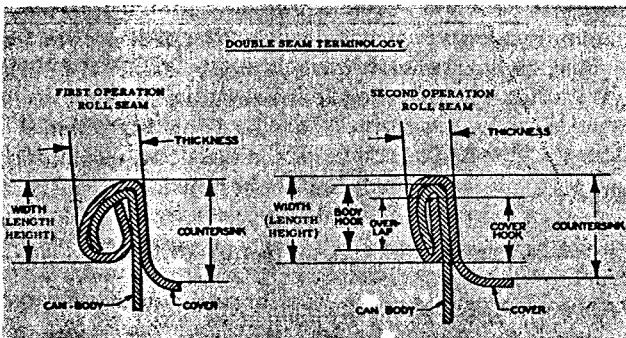 DOUBLE SEAM TERMINOLOGY
FIRST OPERATION
ROLL SEAM
THICKNESS
WIDTH
(LENGTH
HEIGHT)
COUNTERSINK
CAN-BODY
COVER
SECOND OPERATION
ROLL SEAM
THICKNESS
WIDTH
(LENGTH
HEIGHT)
BODY
HOOK
OVER-
LAP
COVER
HOOK
COUNTERSINK
CAN BODY
COVER